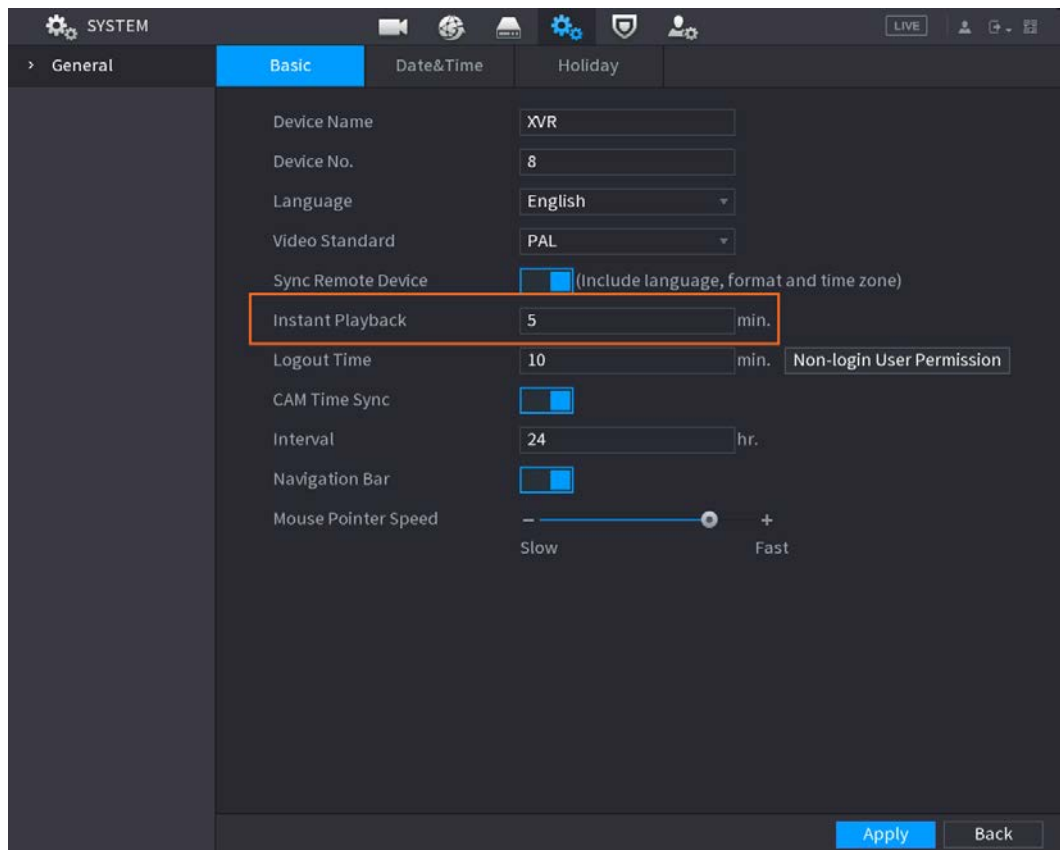 SYSTEM LIVE
General Basic Date&Time Holiday
Device Name XVR
Device No. 8
Language English
Video Standard PAL
Sync Remote Device (Include language, format and time zone)
Instant Playback 5 min.
Logout Time 10 min. Non-login User Permission
CAM Time Sync
Interval 24 hr.
Navigation Bar
Mouse Pointer Speed
Slow Fast
Apply Back